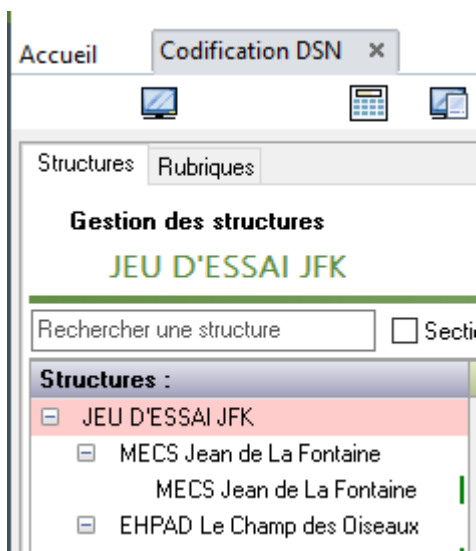 Accueil
Codification DSN
Structures
Rubriques
Gestion des structures
JEU D'ESSAI JFK
Rechercher une structure
Structures :
JEU D'ESSAI JFK
MECS Jean de La Fontaine
MECS Jean de La Fontaine
EHPAD Le Champ des Oiseaux